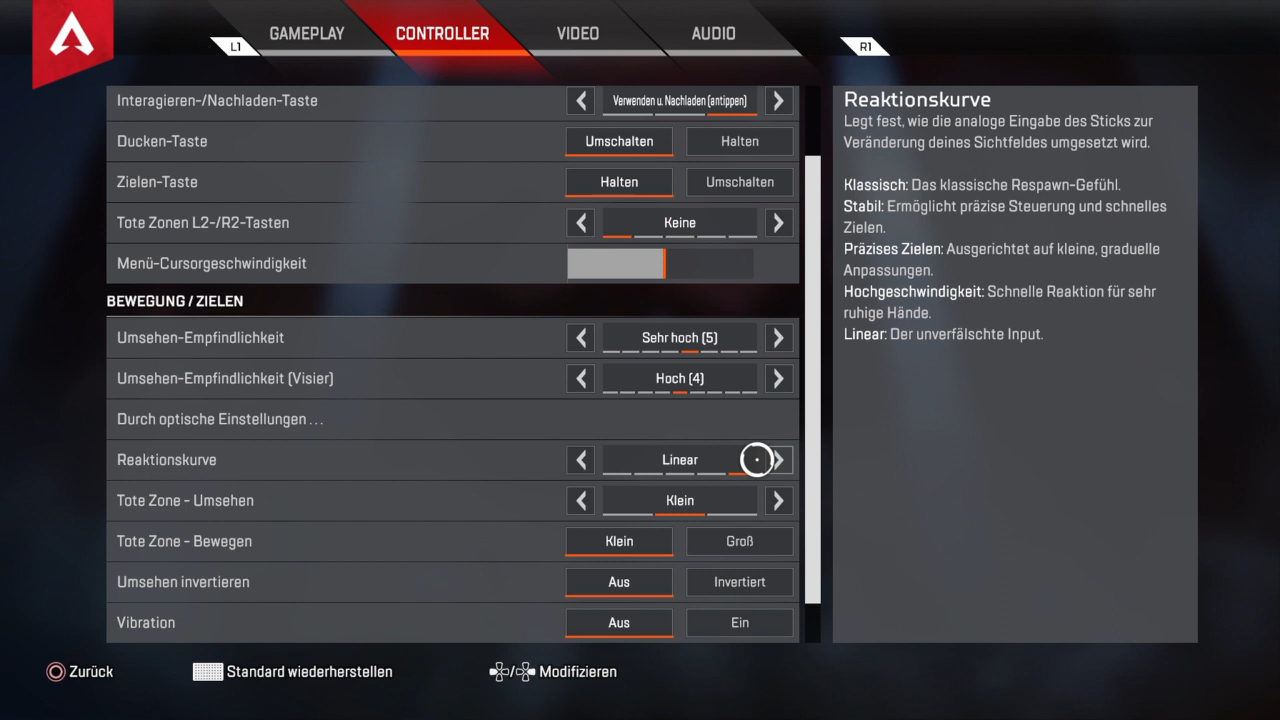 L1
GAMEPLAY
CONTROLLER
VIDEO
AUDIO
R1
Interagieren-/Nachladen-Taste
Verwenden u. Nachladen (antippen)
Ducken-Taste
Umschalten
Halten
Zielen-Taste
Halten
Umschalten
Tote Zonen L2-/R2-Tasten
Keine
Menü-Cursorgeschwindigkeit
BEWEGUNG / ZIELEN
Umsehen-Empfindlichkeit
Sehr hoch (5)
Umsehen-Empfindlichkeit (Visier)
Hoch (4)
Durch optische Einstellungen ...
Reaktionskurve
Linear
Tote Zone - Umsehen
Klein
Tote Zone - Bewegen
Klein
Groß
Umsehen invertieren
Aus
Invertiert
Vibration
Aus
Ein
Reaktionskurve
Legt fest, wie die analoge Eingabe des Sticks zur
Veränderung deines Sichtfeldes umgesetzt wird.
Klassisch: Das klassische Respawn-Gefühl.
Stabil: Ermöglicht präzise Steuerung und schnelles
Zielen.
Präzises Zielen: Ausgerichtet auf kleine, graduelle
Anpassungen.
Hochgeschwindigkeit: Schnelle Reaktion für sehr
ruhige Hände.
Linear: Der unverfälschte Input.
Zurück
Standard wiederherstellen
/
Modifizieren